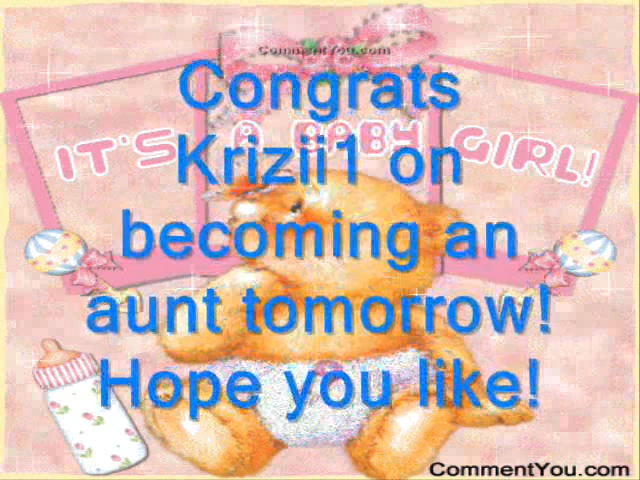 CommentYou.com
Congrats
Krizii1 on
IT'S A BABY GIRL!
becoming an
aunt tomorrow!
Hope you like!
CommentYou.com